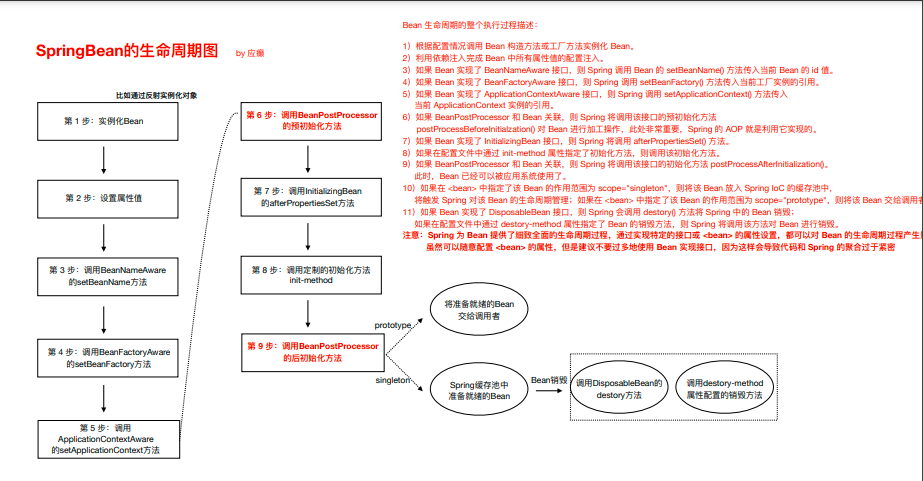 SpringBean的生命周期图 by 应癫
比如通过反射实例化对象
第 1 步：实例化Bean
第 2 步：设置属性值
第 3 步：调用BeanNameAware
的setBeanName方法
第 4 步：调用BeanFactoryAware
的setBeanFactory方法
第 5 步：调用
ApplicationContextAware
的setApplicationContext方法
第 6 步：调用BeanPostProcessor
的预初始化方法
第 7 步：调用InitializingBean
的afterPropertiesSet方法
第 8 步：调用定制的初始化方法
init-method
第 9 步：调用BeanPostProcessor
的后初始化方法
prototype
将准备就绪的Bean
交给调用者
singleton
Spring缓存池中
准备就绪的Bean
Bean销毁
调用DisposableBean的
destory方法
调用destory-method
属性配置的销毁方法
Bean 生命周期的整个执行过程描述：
1）根据配置情况调用 Bean 构造方法或工厂方法实例化 Bean。
2）利用依赖注入完成 Bean 中所有属性值的配置注入。
3）如果 Bean 实现了 BeanNameAware 接口，则 Spring 调用 Bean 的 setBeanName() 方法传入当前 Bean 的 id 值。
4）如果 Bean 实现了 BeanFactoryAware 接口，则 Spring 调用 setBeanFactory() 方法传入当前工厂实例的引用。
5）如果 Bean 实现了 ApplicationContextAware 接口，则 Spring 调用 setApplicationContext() 方法传入
当前 ApplicationContext 实例的引用。
6）如果 BeanPostProcessor 和 Bean 关联，则 Spring 将调用该接口的预初始化方法
postProcessBeforeInitialzation() 对 Bean 进行加工操作，此处非常重要，Spring 的 AOP 就是利用它实现的。
7）如果 Bean 实现了 InitializingBean 接口，则 Spring 将调用 afterPropertiesSet() 方法。
8）如果在配置文件中通过 init-method 属性指定了初始化方法，则调用该初始化方法。
9）如果 BeanPostProcessor 和 Bean 关联，则 Spring 将调用该接口的初始化方法 postProcessAfterInitialization()。
此时，Bean 已经可以被应用系统使用了。
10）如果在 <bean> 中指定了该 Bean 的作用范围为 scope="singleton"，则将该 Bean 放入 Spring IoC 的缓存池中，
将触发 Spring 对该 Bean 的生命周期管理；如果在 <bean> 中指定了该 Bean 的作用范围为 scope="prototype"，则将该 Bean 交给调用者
11）如果 Bean 实现了 DisposableBean 接口，则 Spring 会调用 destory() 方法将 Spring 中的 Bean 销毁；
如果在配置文件中通过 destory-method 属性指定了 Bean 的销毁方法，则 Spring 将调用该方法对 Bean 进行销毁。
注意：Spring 为 Bean 提供了细致全面的生命周期过程，通过实现特定的接口或 <bean> 的属性设置，都可以对 Bean 的生命周期过程产生
虽然可以随意配置 <bean> 的属性，但是建议不要过多地使用 Bean 实现接口，因为这样会导致代码和 Spring 的聚合过于紧密